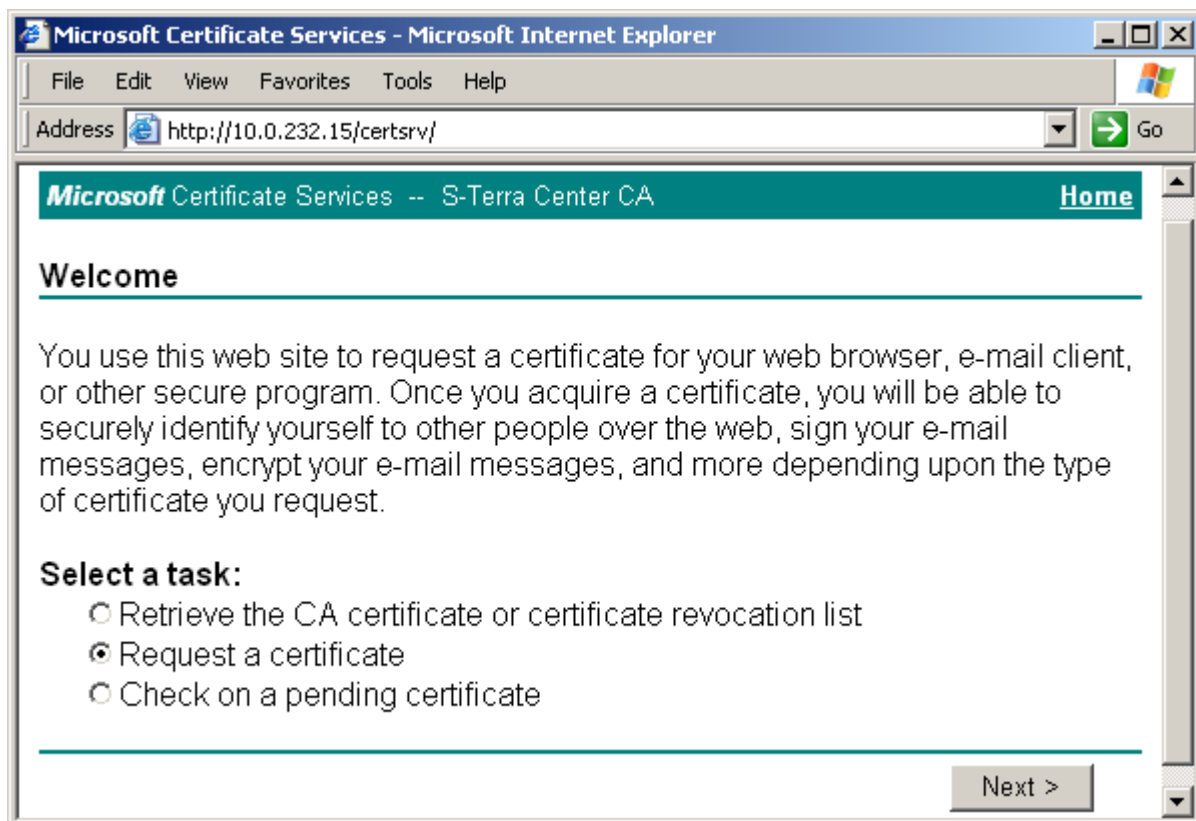 Microsoft Certificate Services - Microsoft Internet Explorer
File Edit View Favorites Tools Help
Address http://10.0.232.15/certsrv/ Go
Microsoft Certificate Services -- S-Terra Center CA Home
Welcome
You use this web site to request a certificate for your web browser, e-mail client,
or other secure program. Once you acquire a certificate, you will be able to
securely identify yourself to other people over the web, sign your e-mail
messages, encrypt your e-mail messages, and more depending upon the type
of certificate you request.
Select a task:
Retrieve the CA certificate or certificate revocation list
Request a certificate
Check on a pending certificate
Next >